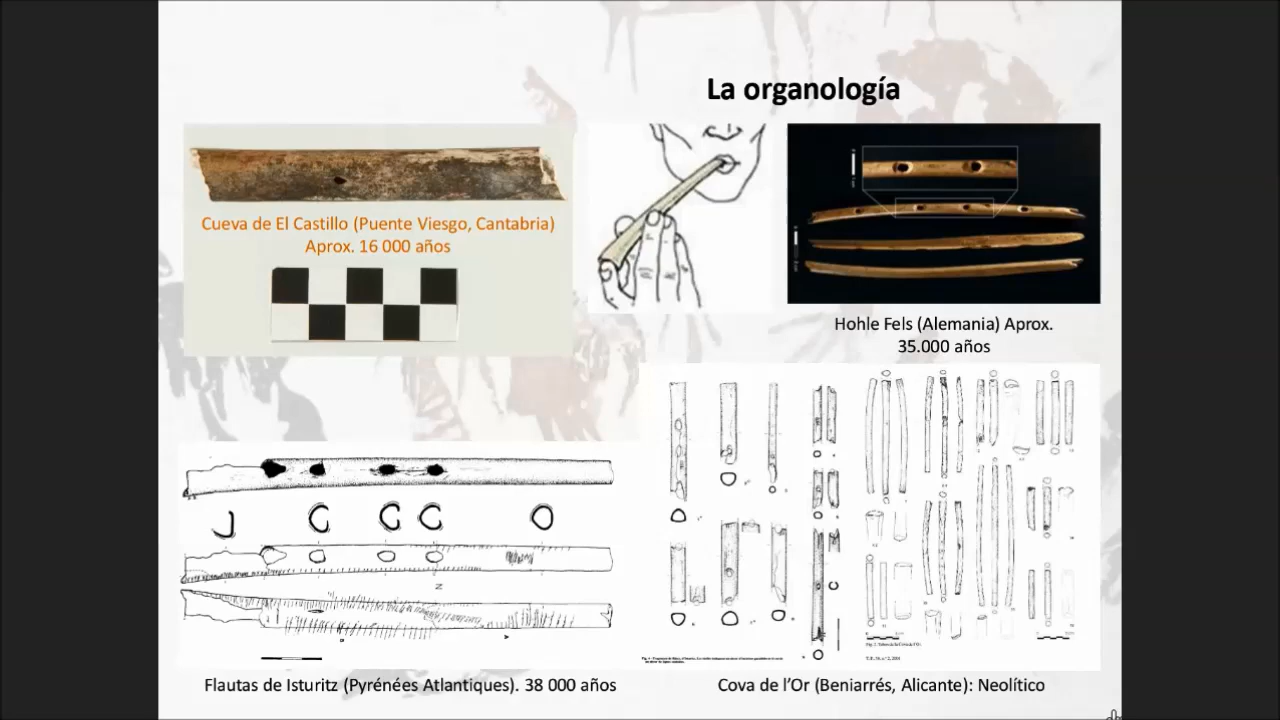 La organología
Cueva de El Castillo (Puente Viesgo, Cantabria)
Aprox. 16 000 años
Hohle Fels (Alemania) Aprox.
35.000 años
Flautas de Isturitz (Pyrénées Atlantiques). 38 000 años
Cova de l’Or (Beniarrés, Alicante): Neolítico